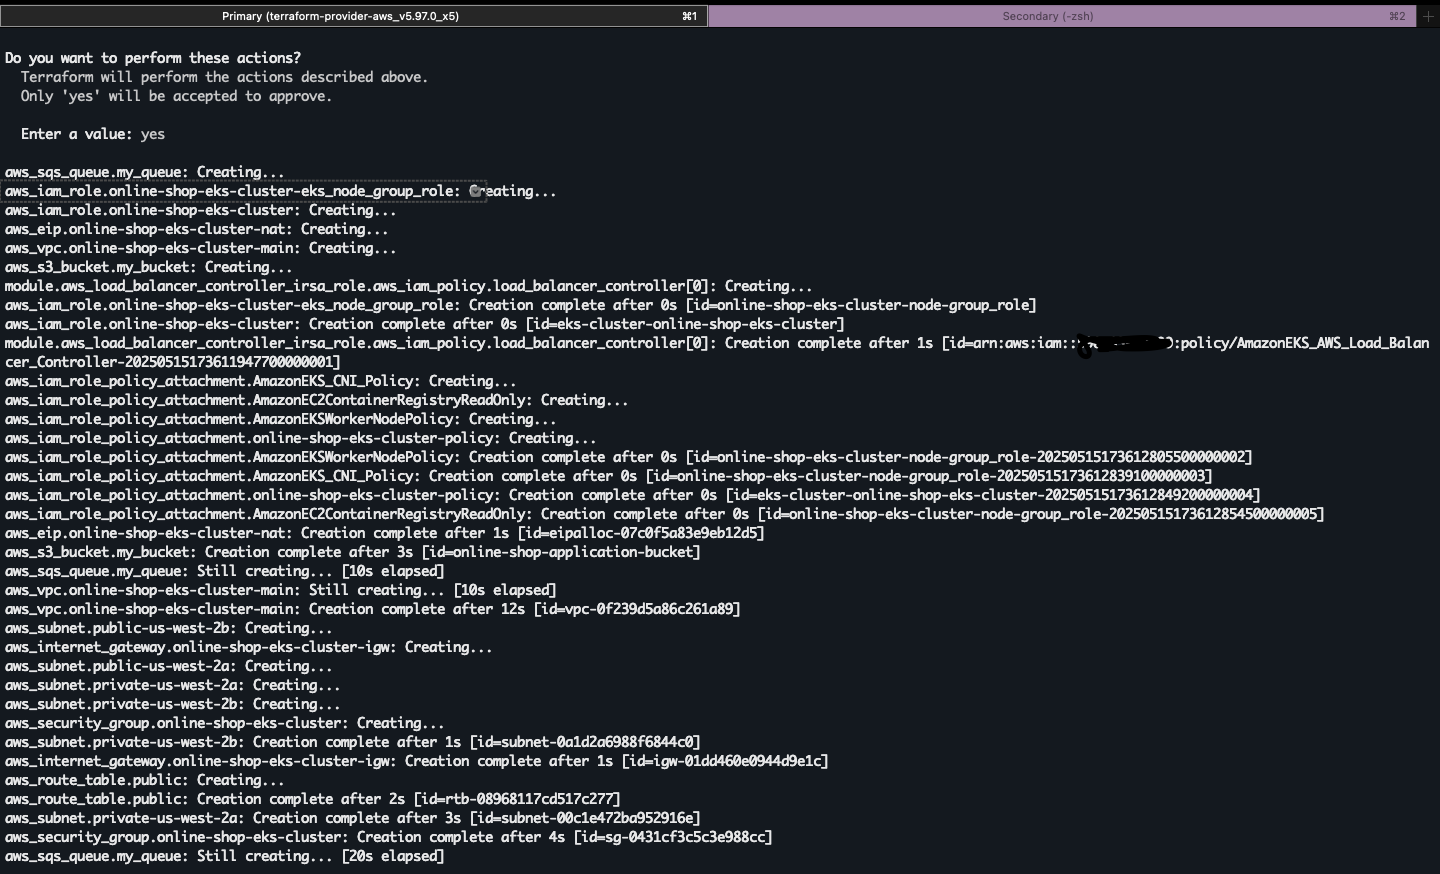 Primary (terraform-provider-aws_v5.97.0_x5) ⌘1 Secondary (-zsh) ⌘2 +
Do you want to perform these actions?
Terraform will perform the actions described above.
Only 'yes' will be accepted to approve.
Enter a value: yes
aws_sqs_queue.my_queue: Creating...
aws_iam_role.online-shop-eks-cluster-eks_node_group_role: Creating...
aws_iam_role.online-shop-eks-cluster: Creating...
aws_eip.online-shop-eks-cluster-nat: Creating...
aws_vpc.online-shop-eks-cluster-main: Creating...
aws_s3_bucket.my_bucket: Creating...
module.aws_load_balancer_controller_irsa_role.aws_iam_policy.load_balancer_controller[0]: Creating...
aws_iam_role.online-shop-eks-cluster-eks_node_group_role: Creation complete after 0s [id=online-shop-eks-cluster-node-group_role]
aws_iam_role.online-shop-eks-cluster: Creation complete after 0s [id=eks-cluster-online-shop-eks-cluster]
module.aws_load_balancer_controller_irsa_role.aws_iam_policy.load_balancer_controller[0]: Creation complete after 1s [id=arn:aws:iam:: :policy/AmazonEKS_AWS_Load_Balan
cer_Controller-20250515173611947700000001]
aws_iam_role_policy_attachment.AmazonEKS_CNI_Policy: Creating...
aws_iam_role_policy_attachment.AmazonEC2ContainerRegistryReadOnly: Creating...
aws_iam_role_policy_attachment.AmazonEKSWorkerNodePolicy: Creating...
aws_iam_role_policy_attachment.online-shop-eks-cluster-policy: Creating...
aws_iam_role_policy_attachment.AmazonEKSWorkerNodePolicy: Creation complete after 0s [id=online-shop-eks-cluster-node-group_role-20250515173612805500000002]
aws_iam_role_policy_attachment.AmazonEKS_CNI_Policy: Creation complete after 0s [id=online-shop-eks-cluster-node-group_role-20250515173612839100000003]
aws_iam_role_policy_attachment.online-shop-eks-cluster-policy: Creation complete after 0s [id=eks-cluster-online-shop-eks-cluster-20250515173612849200000004]
aws_iam_role_policy_attachment.AmazonEC2ContainerRegistryReadOnly: Creation complete after 0s [id=online-shop-eks-cluster-node-group_role-20250515173612854500000005]
aws_eip.online-shop-eks-cluster-nat: Creation complete after 1s [id=eipalloc-07c0f5a83e9eb12d5]
aws_s3_bucket.my_bucket: Creation complete after 3s [id=online-shop-application-bucket]
aws_sqs_queue.my_queue: Still creating... [10s elapsed]
aws_vpc.online-shop-eks-cluster-main: Still creating... [10s elapsed]
aws_vpc.online-shop-eks-cluster-main: Creation complete after 12s [id=vpc-0f239d5a86c261a89]
aws_subnet.public-us-west-2b: Creating...
aws_internet_gateway.online-shop-eks-cluster-igw: Creating...
aws_subnet.public-us-west-2a: Creating...
aws_subnet.private-us-west-2a: Creating...
aws_subnet.private-us-west-2b: Creating...
aws_security_group.online-shop-eks-cluster: Creating...
aws_subnet.private-us-west-2b: Creation complete after 1s [id=subnet-0a1d2a6988f6844c0]
aws_internet_gateway.online-shop-eks-cluster-igw: Creation complete after 1s [id=igw-01dd460e0944d9e1c]
aws_route_table.public: Creating...
aws_route_table.public: Creation complete after 2s [id=rtb-08968117cd517c277]
aws_subnet.private-us-west-2a: Creation complete after 3s [id=subnet-00c1e472ba952916e]
aws_security_group.online-shop-eks-cluster: Creation complete after 4s [id=sg-0431cf3c5c3e988cc]
aws_sqs_queue.my_queue: Still creating... [20s elapsed]